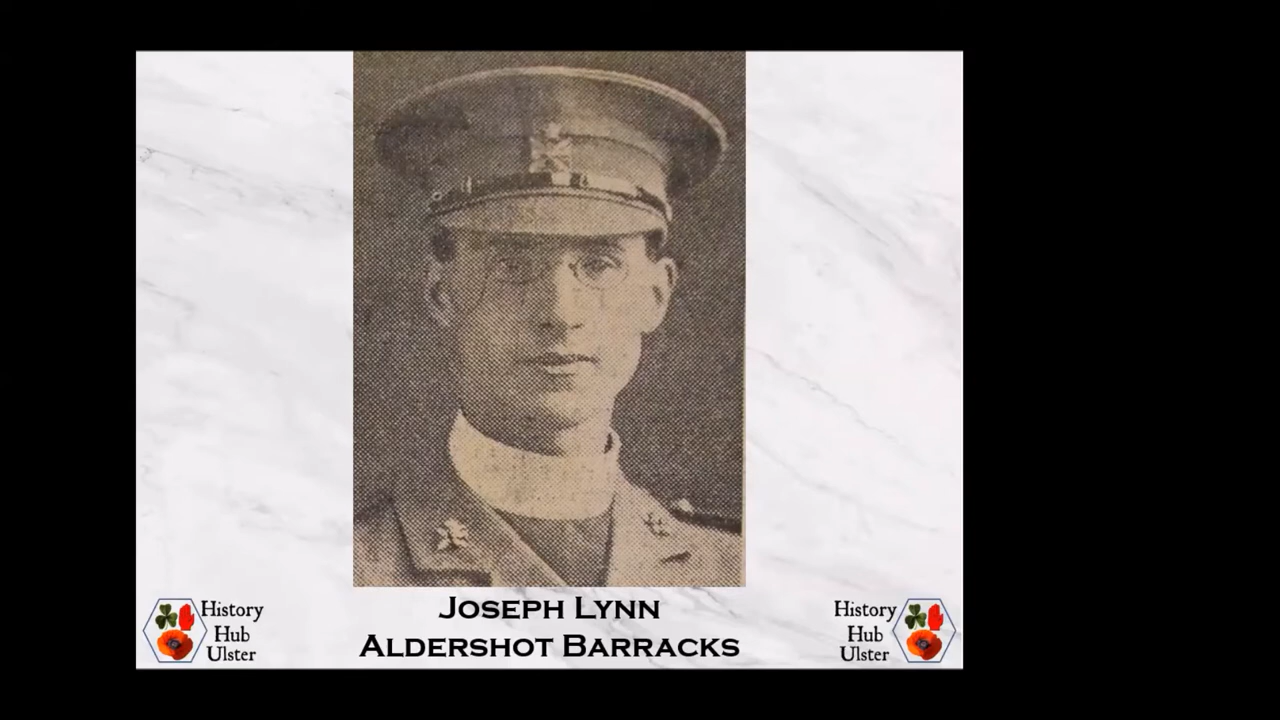 JOSEPH LYNN
ALDERSHOT BARRACKS
History
Hub
Ulster
History
Hub
Ulster